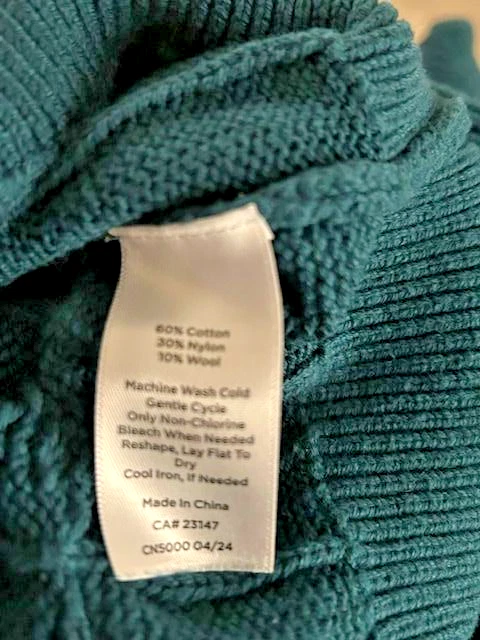 60% Cotton
30% Nylon
10% Wool
Machine Wash Cold
Gentle Cycle
Only Non-Chlorine
Bleach When Needed
Reshape, Lay Flat To
Dry
Cool Iron, If Needed
Made In China
CA# 23147
CN5000 04/24